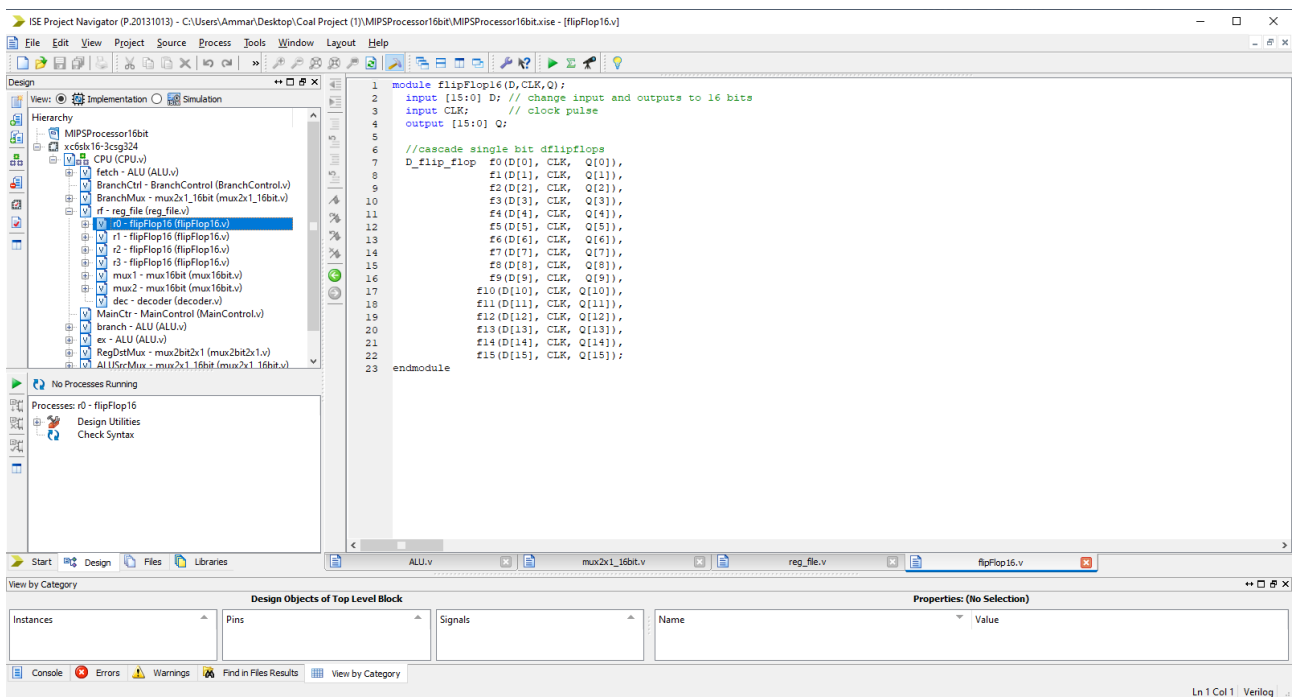 ISE Project Navigator (P.20131013) - C:\Users\Ammar\Desktop\Coal Project (1)\MIPSProcessor16bit\MIPSProcessor16bit.xise - [flipFlop16.v]
File Edit View Project Source Process Tools Window Layout Help
Design
View: Implementation Simulation
Hierarchy
MIPSProcessor16bit
xc6slx16-3csg324
CPU (CPU.v)
fetch - ALU (ALU.v)
BranchCtrl - BranchControl (BranchControl.v)
BranchMux - mux2x1_16bit (mux2x1_16bit.v)
rf - reg_file (reg_file.v)
r0 - flipFlop16 (flipFlop16.v)
r1 - flipFlop16 (flipFlop16.v)
r2 - flipFlop16 (flipFlop16.v)
r3 - flipFlop16 (flipFlop16.v)
mux1 - mux16bit (mux16bit.v)
mux2 - mux16bit (mux16bit.v)
dec - decoder (decoder.v)
MainCtr - MainControl (MainControl.v)
branch - ALU (ALU.v)
ex - ALU (ALU.v)
RegDstMux - mux2bit2x1 (mux2bit2x1.v)
ALUSrcMux - mux2x1_16bit (mux2x1_16bit.v)
No Processes Running
Processes: r0 - flipFlop16
Design Utilities
Check Syntax
Start Design Files Libraries
1 module flipFlop16(D,CLK,Q);
2 input [15:0] D; // change input and outputs to 16 bits
3 input CLK; // clock pulse
4 output [15:0] Q;
5
6 //cascade single bit dflipflops
7 D_flip_flop f0(D[0], CLK, Q[0]),
8 f1(D[1], CLK, Q[1]),
9 f2(D[2], CLK, Q[2]),
10 f3(D[3], CLK, Q[3]),
11 f4(D[4], CLK, Q[4]),
12 f5(D[5], CLK, Q[5]),
13 f6(D[6], CLK, Q[6]),
14 f7(D[7], CLK, Q[7]),
15 f8(D[8], CLK, Q[8]),
16 f9(D[9], CLK, Q[9]),
17 f10(D[10], CLK, Q[10]),
18 f11(D[11], CLK, Q[11]),
19 f12(D[12], CLK, Q[12]),
20 f13(D[13], CLK, Q[13]),
21 f14(D[14], CLK, Q[14]),
22 f15(D[15], CLK, Q[15]);
23 endmodule
ALU.v mux2x1_16bit.v reg_file.v flipFlop16.v
View by Category
Design Objects of Top Level Block Properties: (No Selection)
Instances Pins Signals Name Value
Console Errors Warnings Find in Files Results View by Category
Ln 1 Col 1 Verilog